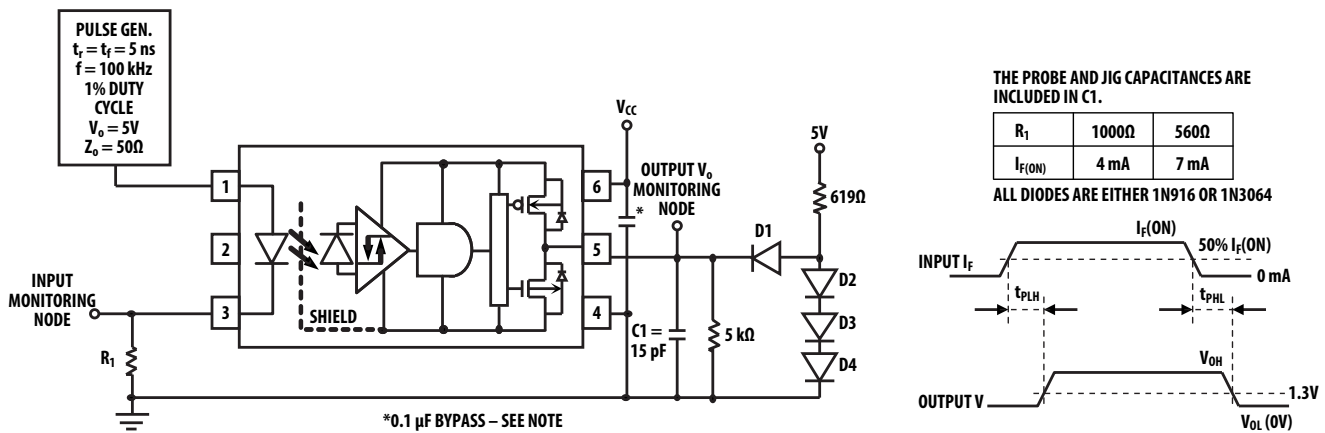 PULSE GEN.
tr = tf = 5 ns
f = 100 kHz
1% DUTY
CYCLE
Vo = 5V
Zo = 50Ω
1
2
3
INPUT
MONITORING
NODE
R1
SHIELD
VCC
6
5
4
*
OUTPUT Vo
MONITORING
NODE
C1 =
15 pF
5 kΩ
D1
5V
619Ω
D2
D3
D4
*0.1 µF BYPASS – SEE NOTE
THE PROBE AND JIG CAPACITANCES ARE
INCLUDED IN C1.
R1 1000Ω 560Ω
IF(ON) 4 mA 7 mA
ALL DIODES ARE EITHER 1N916 OR 1N3064
IF(ON)
INPUT IF
50% IF(ON)
0 mA
tPLH
tPHL
VOH
OUTPUT V
1.3V
VOL (0V)